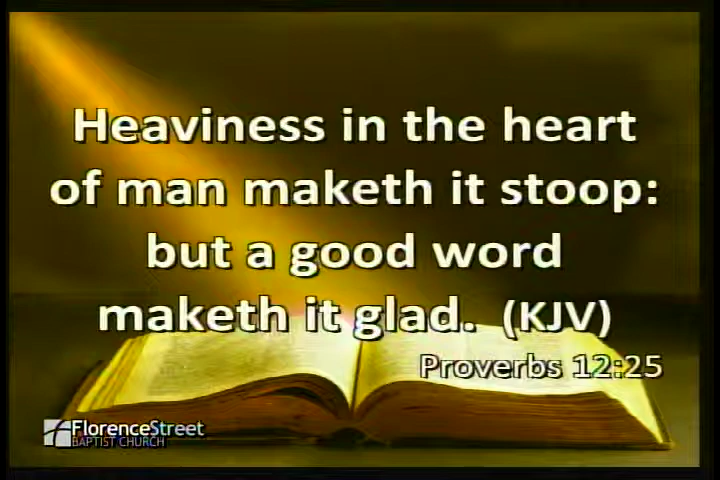 Heaviness in the heart
of man maketh it stoop:
but a good word
maketh it glad. (KJV)
Proverbs 12:25
FlorenceStreet
BAPTIST CHURCH